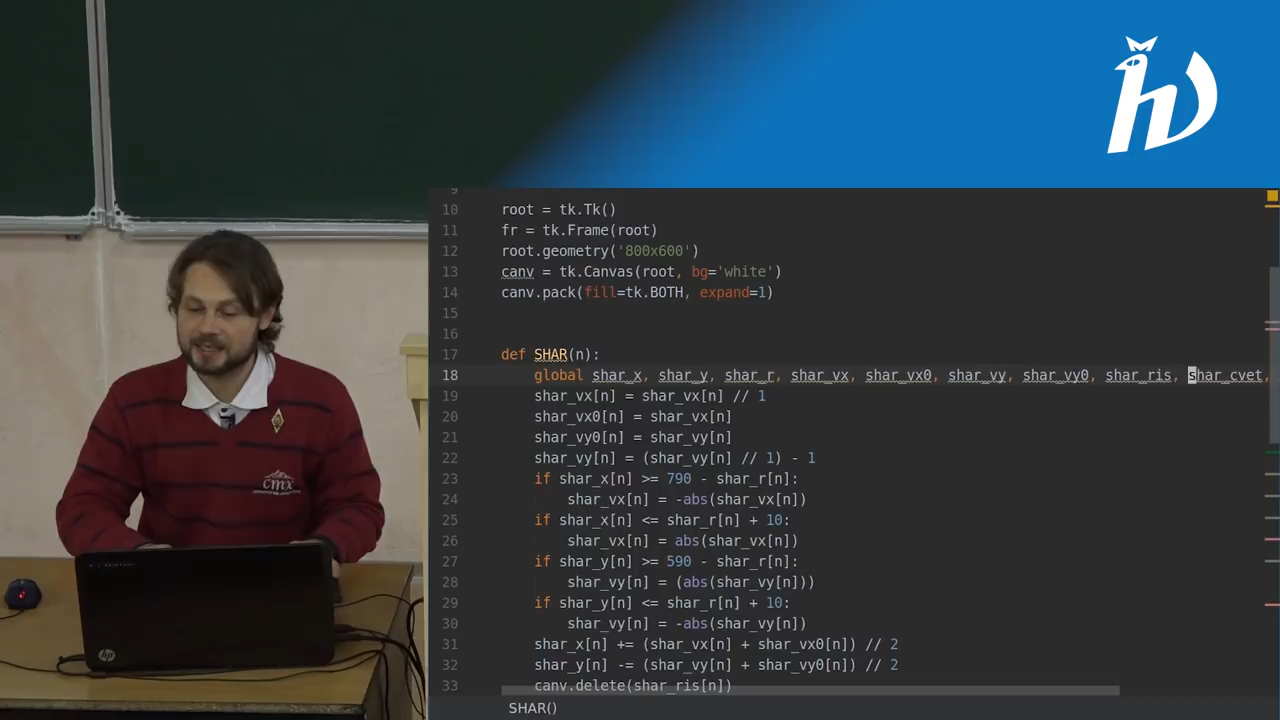 9
10 root = tk.Tk()
11 fr = tk.Frame(root)
12 root.geometry('800x600')
13 canv = tk.Canvas(root, bg='white')
14 canv.pack(fill=tk.BOTH, expand=1)
15
16
17 def SHAR(n):
18 global shar_x, shar_y, shar_r, shar_vx, shar_vx0, shar_vy, shar_vy0, shar_ris, shar_cvet,
19 shar_vx[n] = shar_vx[n] // 1
20 shar_vx0[n] = shar_vx[n]
21 shar_vy0[n] = shar_vy[n]
22 shar_vy[n] = (shar_vy[n] // 1) - 1
23 if shar_x[n] >= 790 - shar_r[n]:
24 shar_vx[n] = -abs(shar_vx[n])
25 if shar_x[n] <= shar_r[n] + 10:
26 shar_vx[n] = abs(shar_vx[n])
27 if shar_y[n] >= 590 - shar_r[n]:
28 shar_vy[n] = (abs(shar_vy[n]))
29 if shar_y[n] <= shar_r[n] + 10:
30 shar_vy[n] = -abs(shar_vy[n])
31 shar_x[n] += (shar_vx[n] + shar_vx0[n]) // 2
32 shar_y[n] -= (shar_vy[n] + shar_vy0[n]) // 2
33 canv.delete(shar_ris[n])
SHAR()
cmx
hp